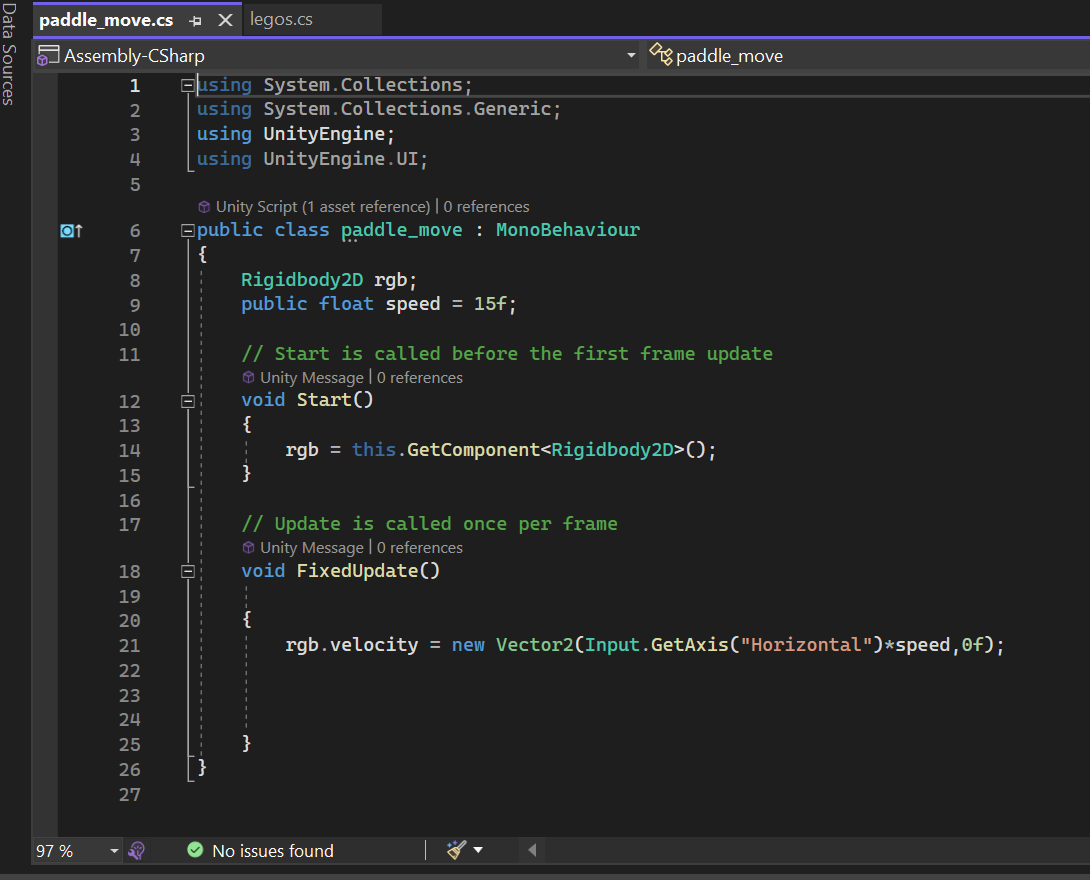 Data Sources
paddle_move.cs
legos.cs
Assembly-CSharp
paddle_move
1 using System.Collections;
2 using System.Collections.Generic;
3 using UnityEngine;
4 using UnityEngine.UI;
5
Unity Script (1 asset reference) | 0 references
6 public class paddle_move : MonoBehaviour
7 {
8 Rigidbody2D rgb;
9 public float speed = 15f;
10
11 // Start is called before the first frame update
Unity Message | 0 references
12 void Start()
13 {
14 rgb = this.GetComponent<Rigidbody2D>();
15 }
16
17 // Update is called once per frame
Unity Message | 0 references
18 void FixedUpdate()
19
20 {
21 rgb.velocity = new Vector2(Input.GetAxis("Horizontal")*speed,0f);
22
23
24
25 }
26 }
27
97 %
No issues found